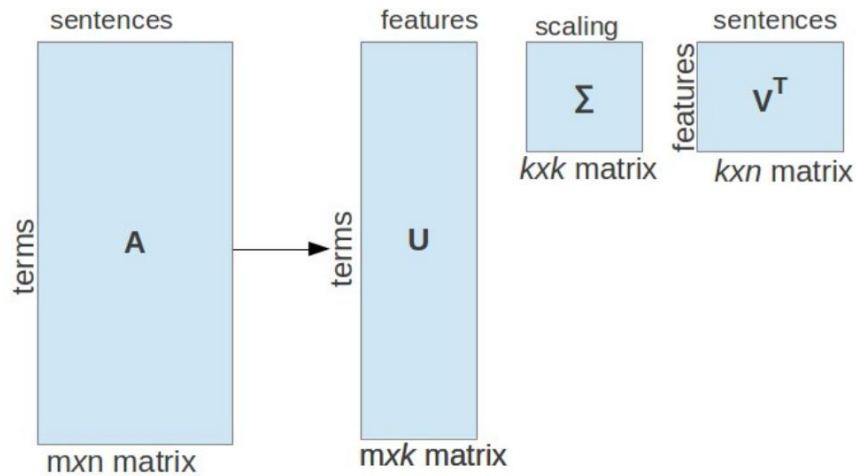 sentences
terms
A
mxn matrix
features
terms
U
mxk matrix
scaling
Σ
kxk matrix
sentences
features
V^T
kxn matrix